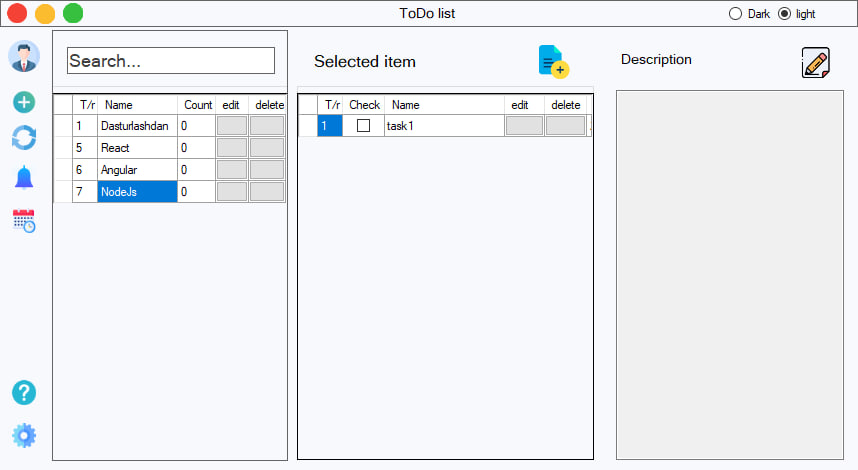 ToDo list
Dark
light
Search...
T/r Name Count edit delete
1 Dasturlashdan 0
5 React 0
6 Angular 0
7 NodeJs 0
Selected item
T/r Check Name edit delete
1 task1
Description
?